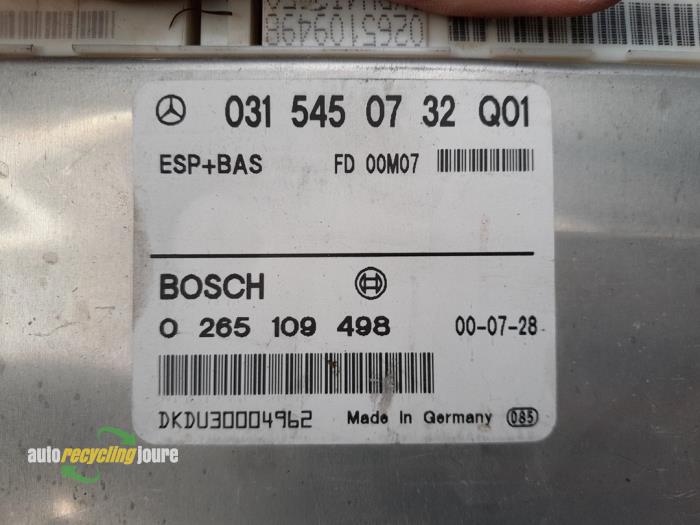 0265109498
031 545 07 32 Q01
ESP+BAS FD 00M07
BOSCH
0 265 109 498 00-07-28
DKDU30004962 Made in Germany 085
autorecyclingjoure